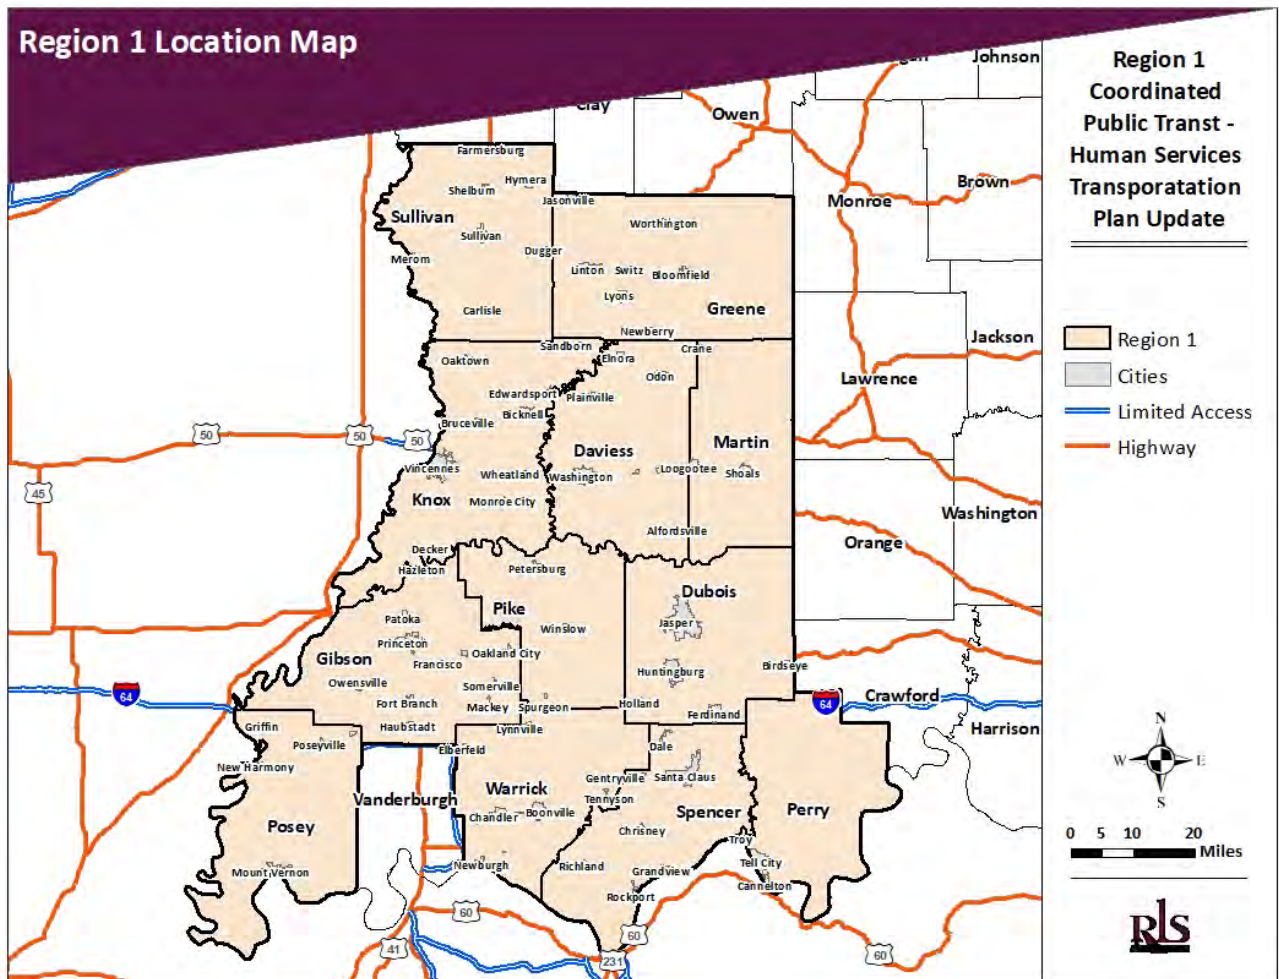 Region 1 Location Map
Region 1
Coordinated
Public Transt -
Human Services
Transporatation
Plan Update
Region 1
Cities
Limited Access
Highway
N
W
E
S
0 5 10 20
Miles
RLS
Johnson
Clay
Owen
Brown
Monroe
Farmersburg
Hymera
Shelburn
Jasonville
Sullivan
Sullivan
Worthington
Dugger
Merom
Linton
Switz
Bloomfield
Lyons
Carlisle
Greene
Newberry
Jackson
Sandborn
Crane
Elnora
Oaktown
Odon
Lawrence
Edwardsport
Plainville
Bicknell
Bruceville
50
50
50
Martin
Daviess
Vincennes
Wheatland
Washington
Loogootee
Shoals
45
Knox
Monroe City
Washington
Alfordsville
Orange
Decker
Hazleton
Petersburg
Dubois
Pike
Patoka
Jasper
Winslow
Princeton
Oakland City
Gibson
Francisco
Birdseye
Huntingburg
Owensville
Somerville
64
Fort Branch
Mackey
Spurgeon
Holland
Ferdinand
64
Crawford
Griffin
Haubstadt
Lynnville
Harrison
Poseyville
Elberfeld
Dale
New Harmony
Gentryville
Santa Claus
Warrick
Vanderburgh
Tennyson
Chandler
Boonville
Spencer
Perry
Posey
Chrisney
Troy
Mount Vernon
Newburgh
Richland
Grandview
Tell City
Cannelton
Rockport
60
60
41
231
60